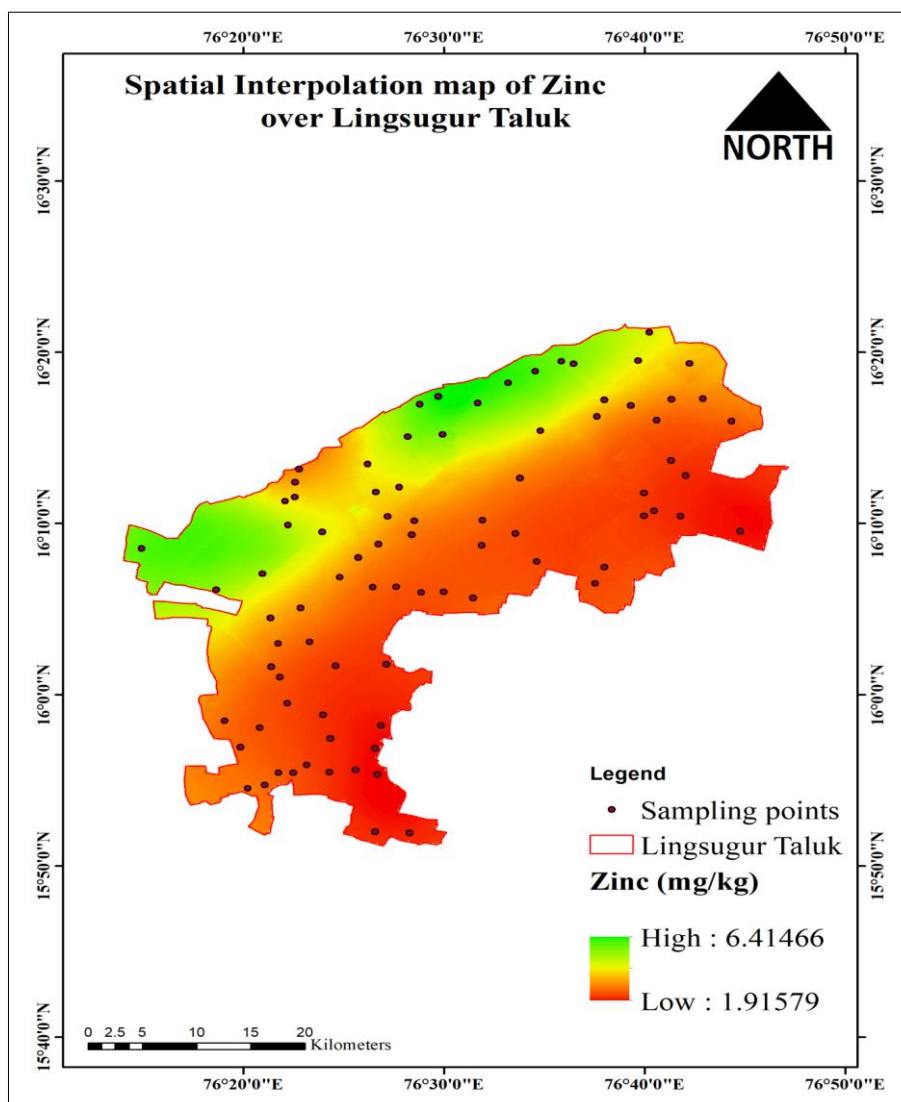 76°20'0"E 76°30'0"E 76°40'0"E 76°50'0"E
Spatial Interpolation map of Zinc
over Lingsugur Taluk
NORTH
16°30'0"N 16°30'0"N
16°20'0"N 16°20'0"N
16°10'0"N 16°10'0"N
16°0'0"N 16°0'0"N
Legend
Sampling points
Lingsugur Taluk
15°50'0"N 15°50'0"N
Zinc (mg/kg)
High : 6.41466
Low : 1.91579
15°40'0"N 15°40'0"N
0 2.5 5 10 15 20
Kilometers
76°20'0"E 76°30'0"E 76°40'0"E 76°50'0"E